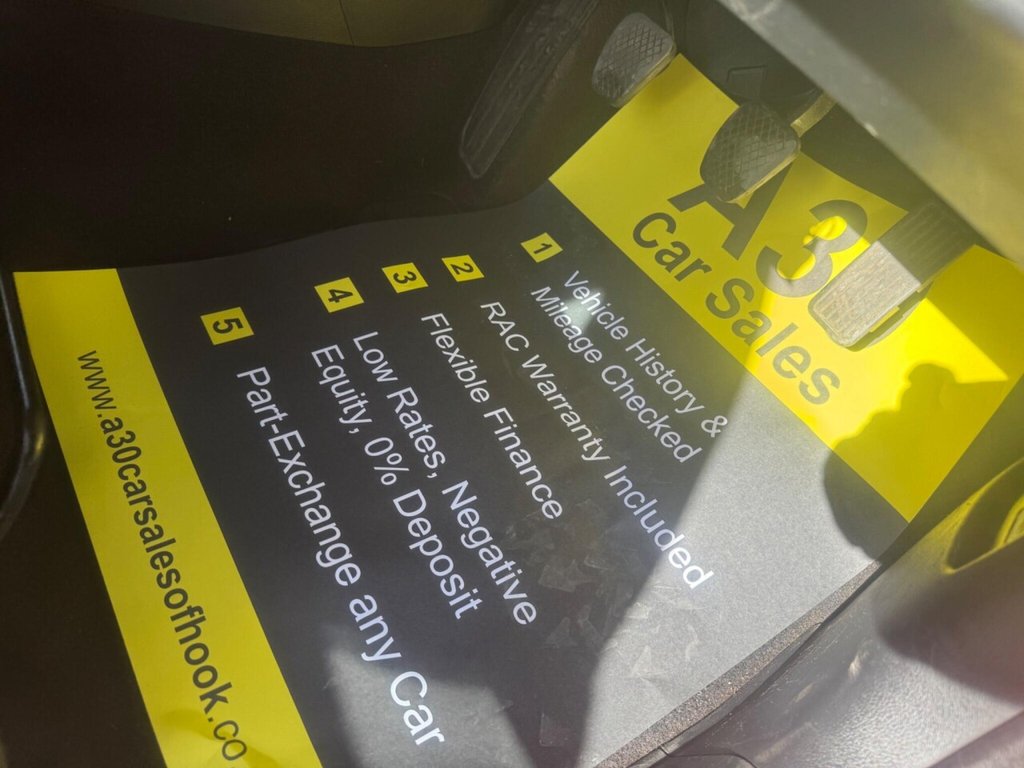 A30
Car Sales
1 Vehicle History &
Mileage Checked
2 RAC Warranty Included
3 Flexible Finance
4 Low Rates, Negative
Equity, 0% Deposit
5 Part-Exchange any Car
www.a30carsalesofhook.co